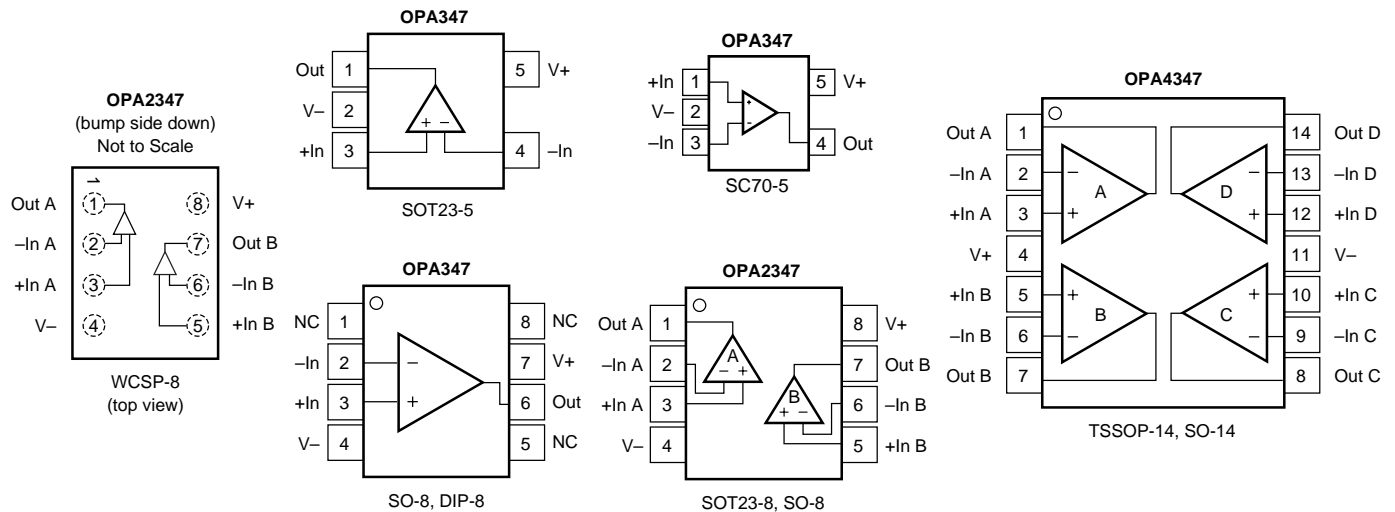 OPA2347
(bump side down)
Not to Scale
1
Out A 1 8 V+
–In A 2 7 Out B
+In A 3 6 –In B
V– 4 5 +In B
WCSP-8
(top view)
OPA347
Out 1 5 V+
V– 2
+In 3 + – 4 –In
SOT23-5
OPA347
+In 1 5 V+
V– 2 + -
–In 3 4 Out
SC70-5
OPA347
NC 1 8 NC
–In 2 – 7 V+
+In 3 + 6 Out
V– 4 5 NC
SO-8, DIP-8
OPA2347
Out A 1 8 V+
–In A 2 A – + 7 Out B
+In A 3 B + – 6 –In B
V– 4 5 +In B
SOT23-8, SO-8
OPA4347
Out A 1 14 Out D
–In A 2 – – 13 –In D
A D
+In A 3 + + 12 +In D
V+ 4 11 V–
+In B 5 + + 10 +In C
B C
–In B 6 – – 9 –In C
Out B 7 8 Out C
TSSOP-14, SO-14